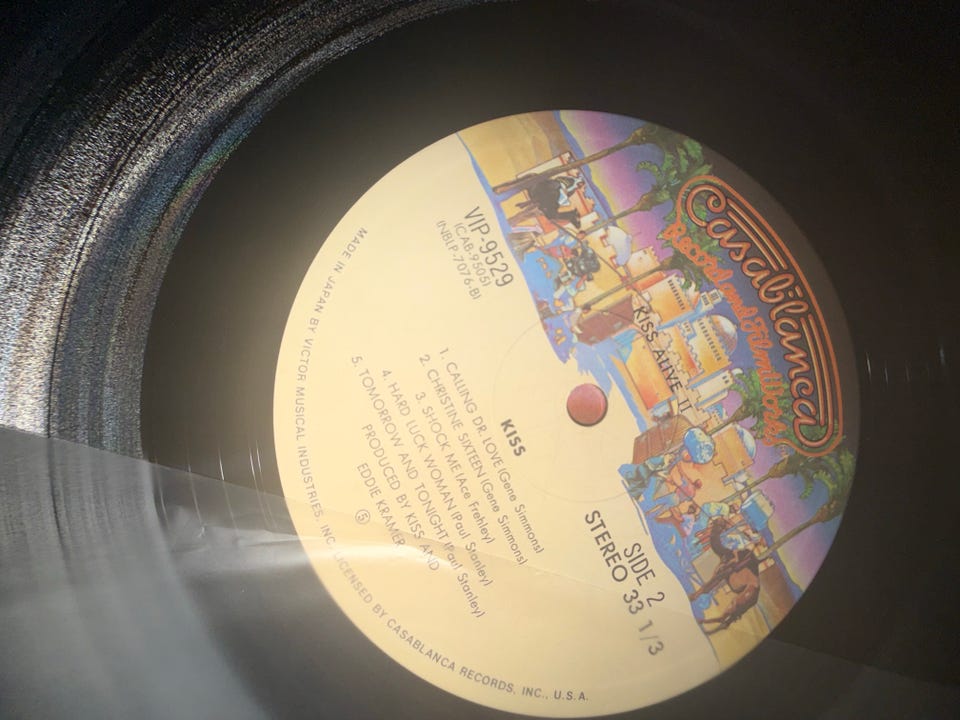 Casablanca
Record and FilmWorks
KISS ALIVE II
VIP-9529
(CAB-9505)
(NBLP-7076-B)
SIDE 2
STEREO 33 1/3
KISS
1. CALLING DR. LOVE (Gene Simmons)
2. CHRISTINE SIXTEEN (Gene Simmons)
3. SHOCK ME (Ace Frehley)
4. HARD LUCK WOMAN (Paul Stanley)
5. TOMORROW AND TONIGHT (Paul Stanley)
PRODUCED BY KISS AND
EDDIE KRAMER
Ⓢ
MADE IN JAPAN BY VICTOR MUSICAL INDUSTRIES, INC. LICENSED BY CASABLANCA RECORDS, INC., U.S.A.